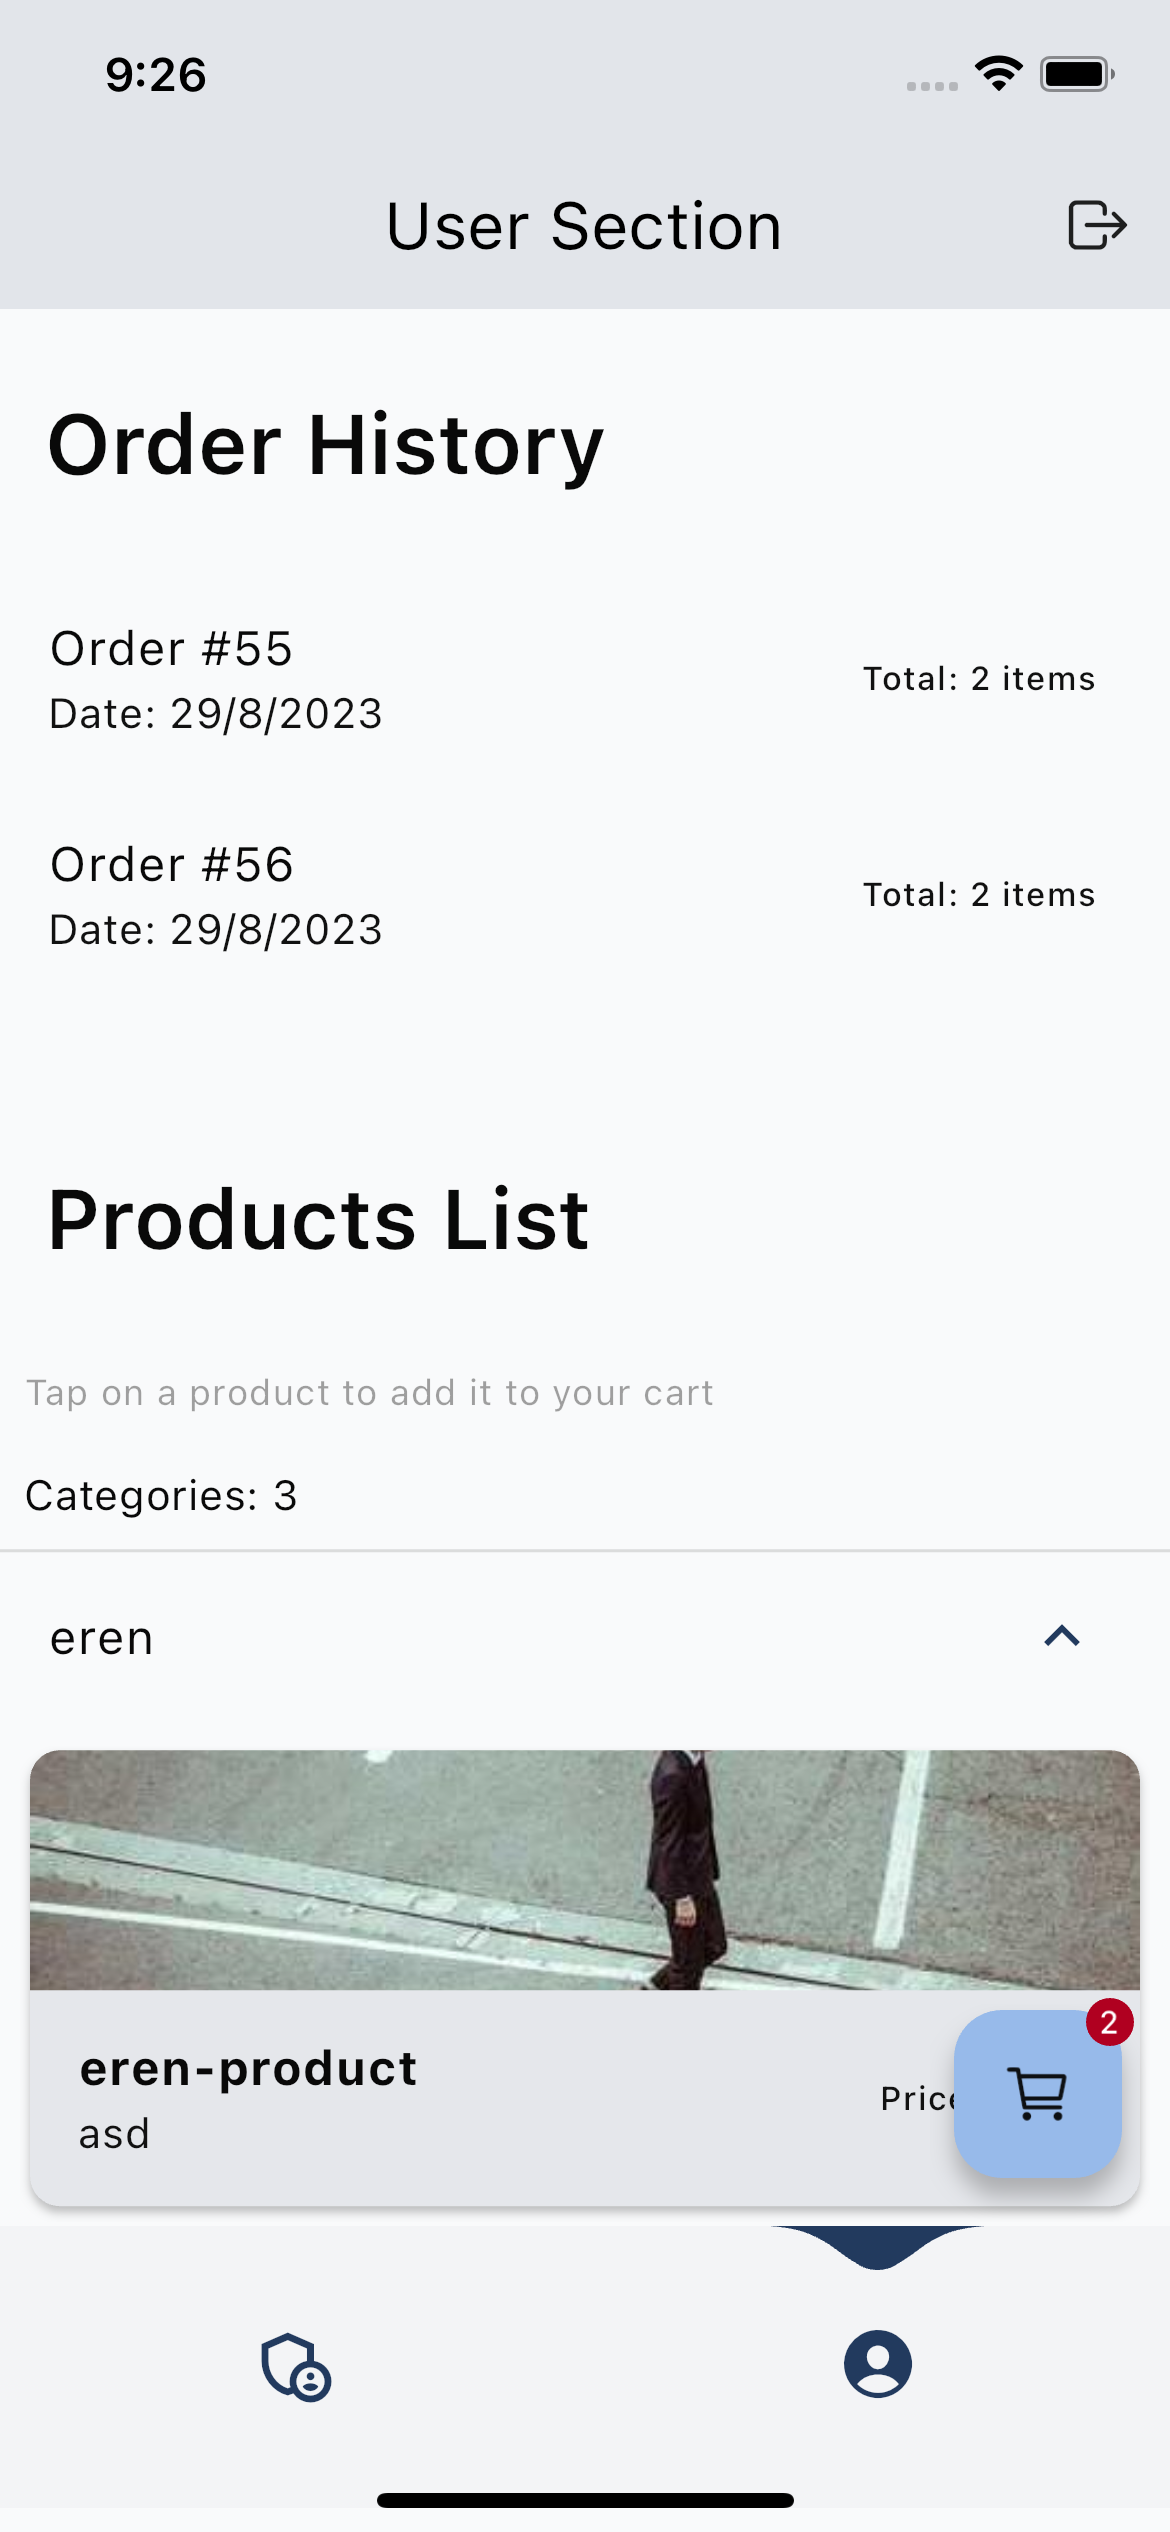 9:26
User Section
Order History
Order #55
Date: 29/8/2023
Total: 2 items
Order #56
Date: 29/8/2023
Total: 2 items
Products List
Tap on a product to add it to your cart
Categories: 3
eren
2
eren-product
asd
Price